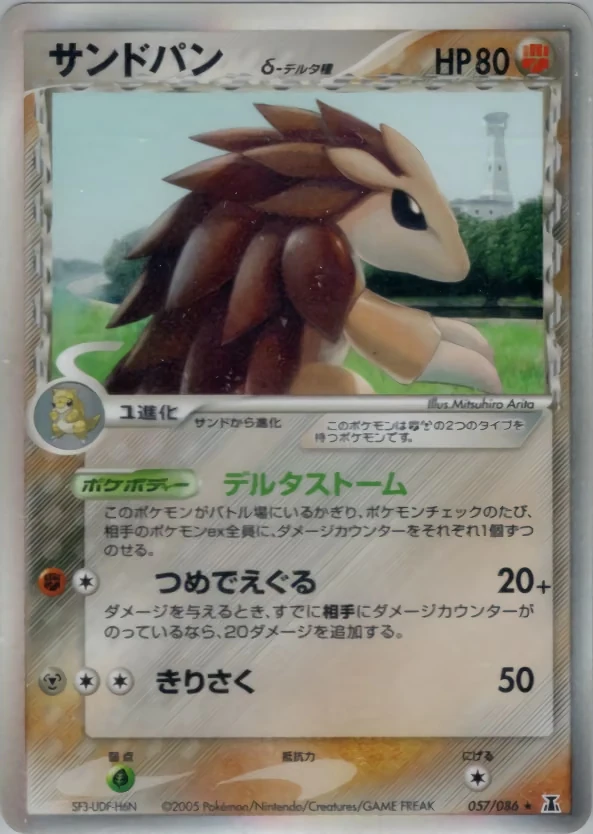 サンドパン δ-デルタ種 HP80
Illus.Mitsuhiro Arita
1進化 サンドから進化
このポケモンはの2つのタイプを
持つポケモンです。
ポケボディー デルタストーム
このポケモンがバトル場にいるかぎり、ポケモンチェックのたび、
相手のポケモンex全員に、ダメージカウンターをそれぞれ1個ずつ
のせる。
つめでえぐる 20+
ダメージを与えるとき、すでに相手にダメージカウンターが
のっているなら、20ダメージを追加する。
きりさく 50
弱点 抵抗力 にげる
SF3-UDF-H6N ©2005 Pokémon/Nintendo/Creatures/GAME FREAK 057/086 ★